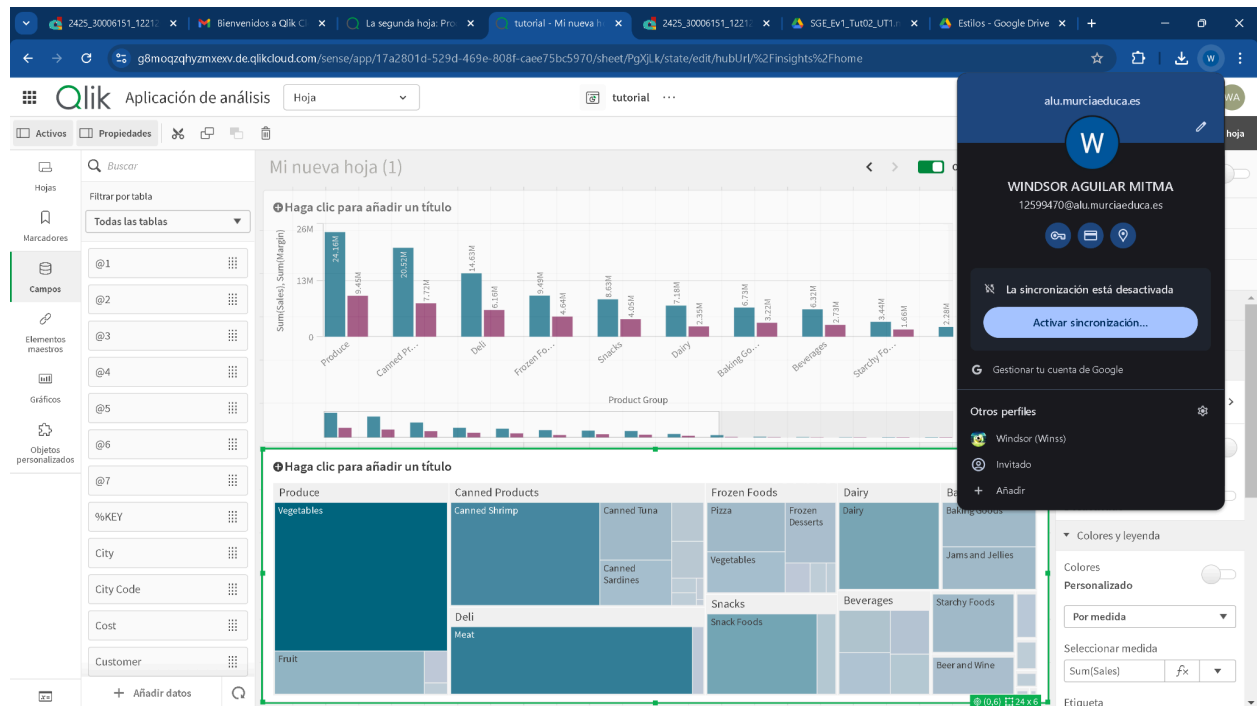 2425_30006151_1221
Bienvenidos a Qlik C
La segunda hoja: Pro
tutorial - Mi nueva h
2425_30006151_1221
SGE_Ev1_Tut02_UT1.
Estilos - Google Drive
g8moqzqhyzmxexv.de.qlikcloud.com/sense/app/17a2801d-529d-469e-808f-caee75bc5970/sheet/PgXjLk/state/edit/hubUrl/%2Finsights%2Fhome
W
Qlik Aplicación de análisis
Hoja
tutorial ...
WA
Activos
Propiedades
hoja
Hojas
Marcadores
Campos
Elementos
maestros
Gráficos
Objetos
personalizados
Buscar
Filtrar por tabla
Todas las tablas
@1
@2
@3
@4
@5
@6
@7
%KEY
City
City Code
Cost
Customer
+ Añadir datos
Mi nueva hoja (1)
Haga clic para añadir un título
Sum(Sales), Sum(Margin)
26M
13M
0
24.16M
9.45M
20.52M
7.72M
14.63M
6.16M
9.49M
4.64M
8.63M
4.05M
7.18M
2.35M
6.73M
3.22M
6.32M
2.73M
3.44M
1.66M
2.28M
Produce
Canned Pr...
Deli
Frozen Fo...
Snacks
Dairy
Baking Go...
Beverages
Starchy Fo...
Product Group
Haga clic para añadir un título
Produce
Vegetables
Fruit
Canned Products
Canned Shrimp
Canned Tuna
Canned
Sardines
Deli
Meat
Frozen Foods
Pizza
Frozen
Desserts
Vegetables
Snacks
Snack Foods
Dairy
Dairy
Beverages
Ba
Baking Goods
Jams and Jellies
Starchy Foods
Beer and Wine
(0,6) 24 x 6
alu.murciaeduca.es
W
WINDSOR AGUILAR MITMA
12599470@alu.murciaeduca.es
La sincronización está desactivada
Activar sincronización...
Gestionar tu cuenta de Google
Otros perfiles
Windsor (Winss)
Invitado
+ Añadir
Colores y leyenda
Colores
Personalizado
Por medida
Seleccionar medida
Sum(Sales)
fx
Etiqueta